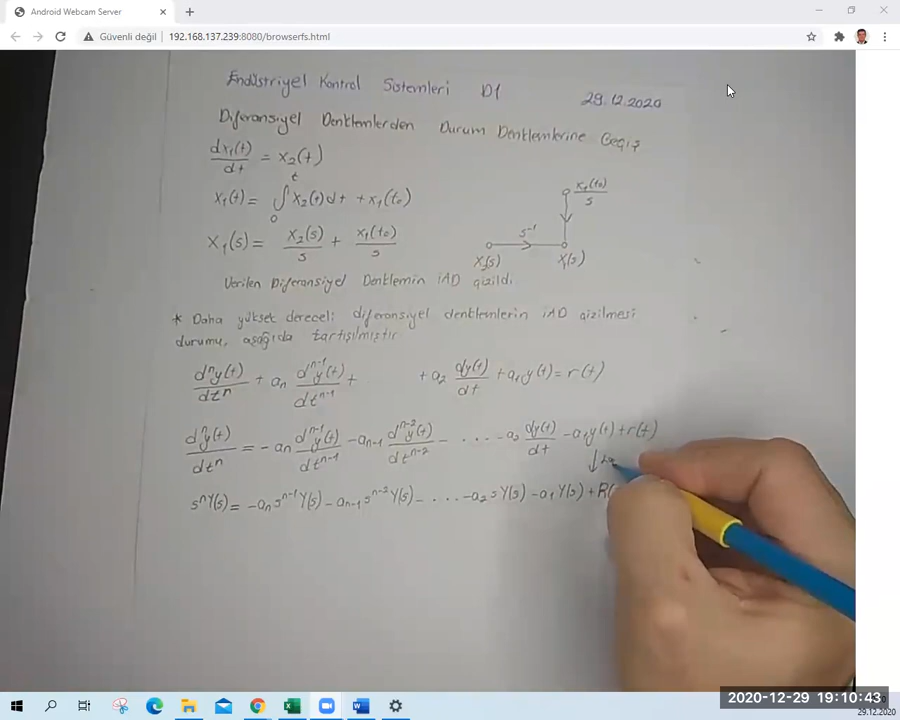 Android Webcam Server
Güvenli değil | 192.168.137.239:8080/browserfs.html
Endüstriyel Kontrol Sistemleri D1
29.12.2020
Diferansiyel Denklemlerden Durum Denklemlerine Geçiş
dx₁(t)/dt = x₂(t)
x₁(t) = ∫₀ᵗ x₂(t)dt + x₁(t₀)
x₁(t₀)/s
X₁(s) = X₂(s)/s + x₁(t₀)/s
s⁻¹
X₂(s) X₁(s)
Verilen Diferansiyel Denklemin İAD çizildi.
* Daha yüksek dereceli diferansiyel denklemlerin İAD çizilmesi
durumu, aşağıda tartışılmıştır
dⁿy(t)/dtⁿ + aₙ dⁿ⁻¹y(t)/dtⁿ⁻¹ + + a₂ dy(t)/dt + a₁y(t) = r(t)
dⁿy(t)/dtⁿ = -aₙ dⁿ⁻¹y(t)/dtⁿ⁻¹ - aₙ₋₁ dⁿ⁻²y(t)/dtⁿ⁻² - .... - a₂ dy(t)/dt - a₁y(t) + r(t)
sⁿY(s) = -aₙsⁿ⁻¹Y(s) - aₙ₋₁sⁿ⁻²Y(s) - .... - a₂sY(s) - a₁Y(s) + R(
2020-12-29 19:10:43
29.12.2020